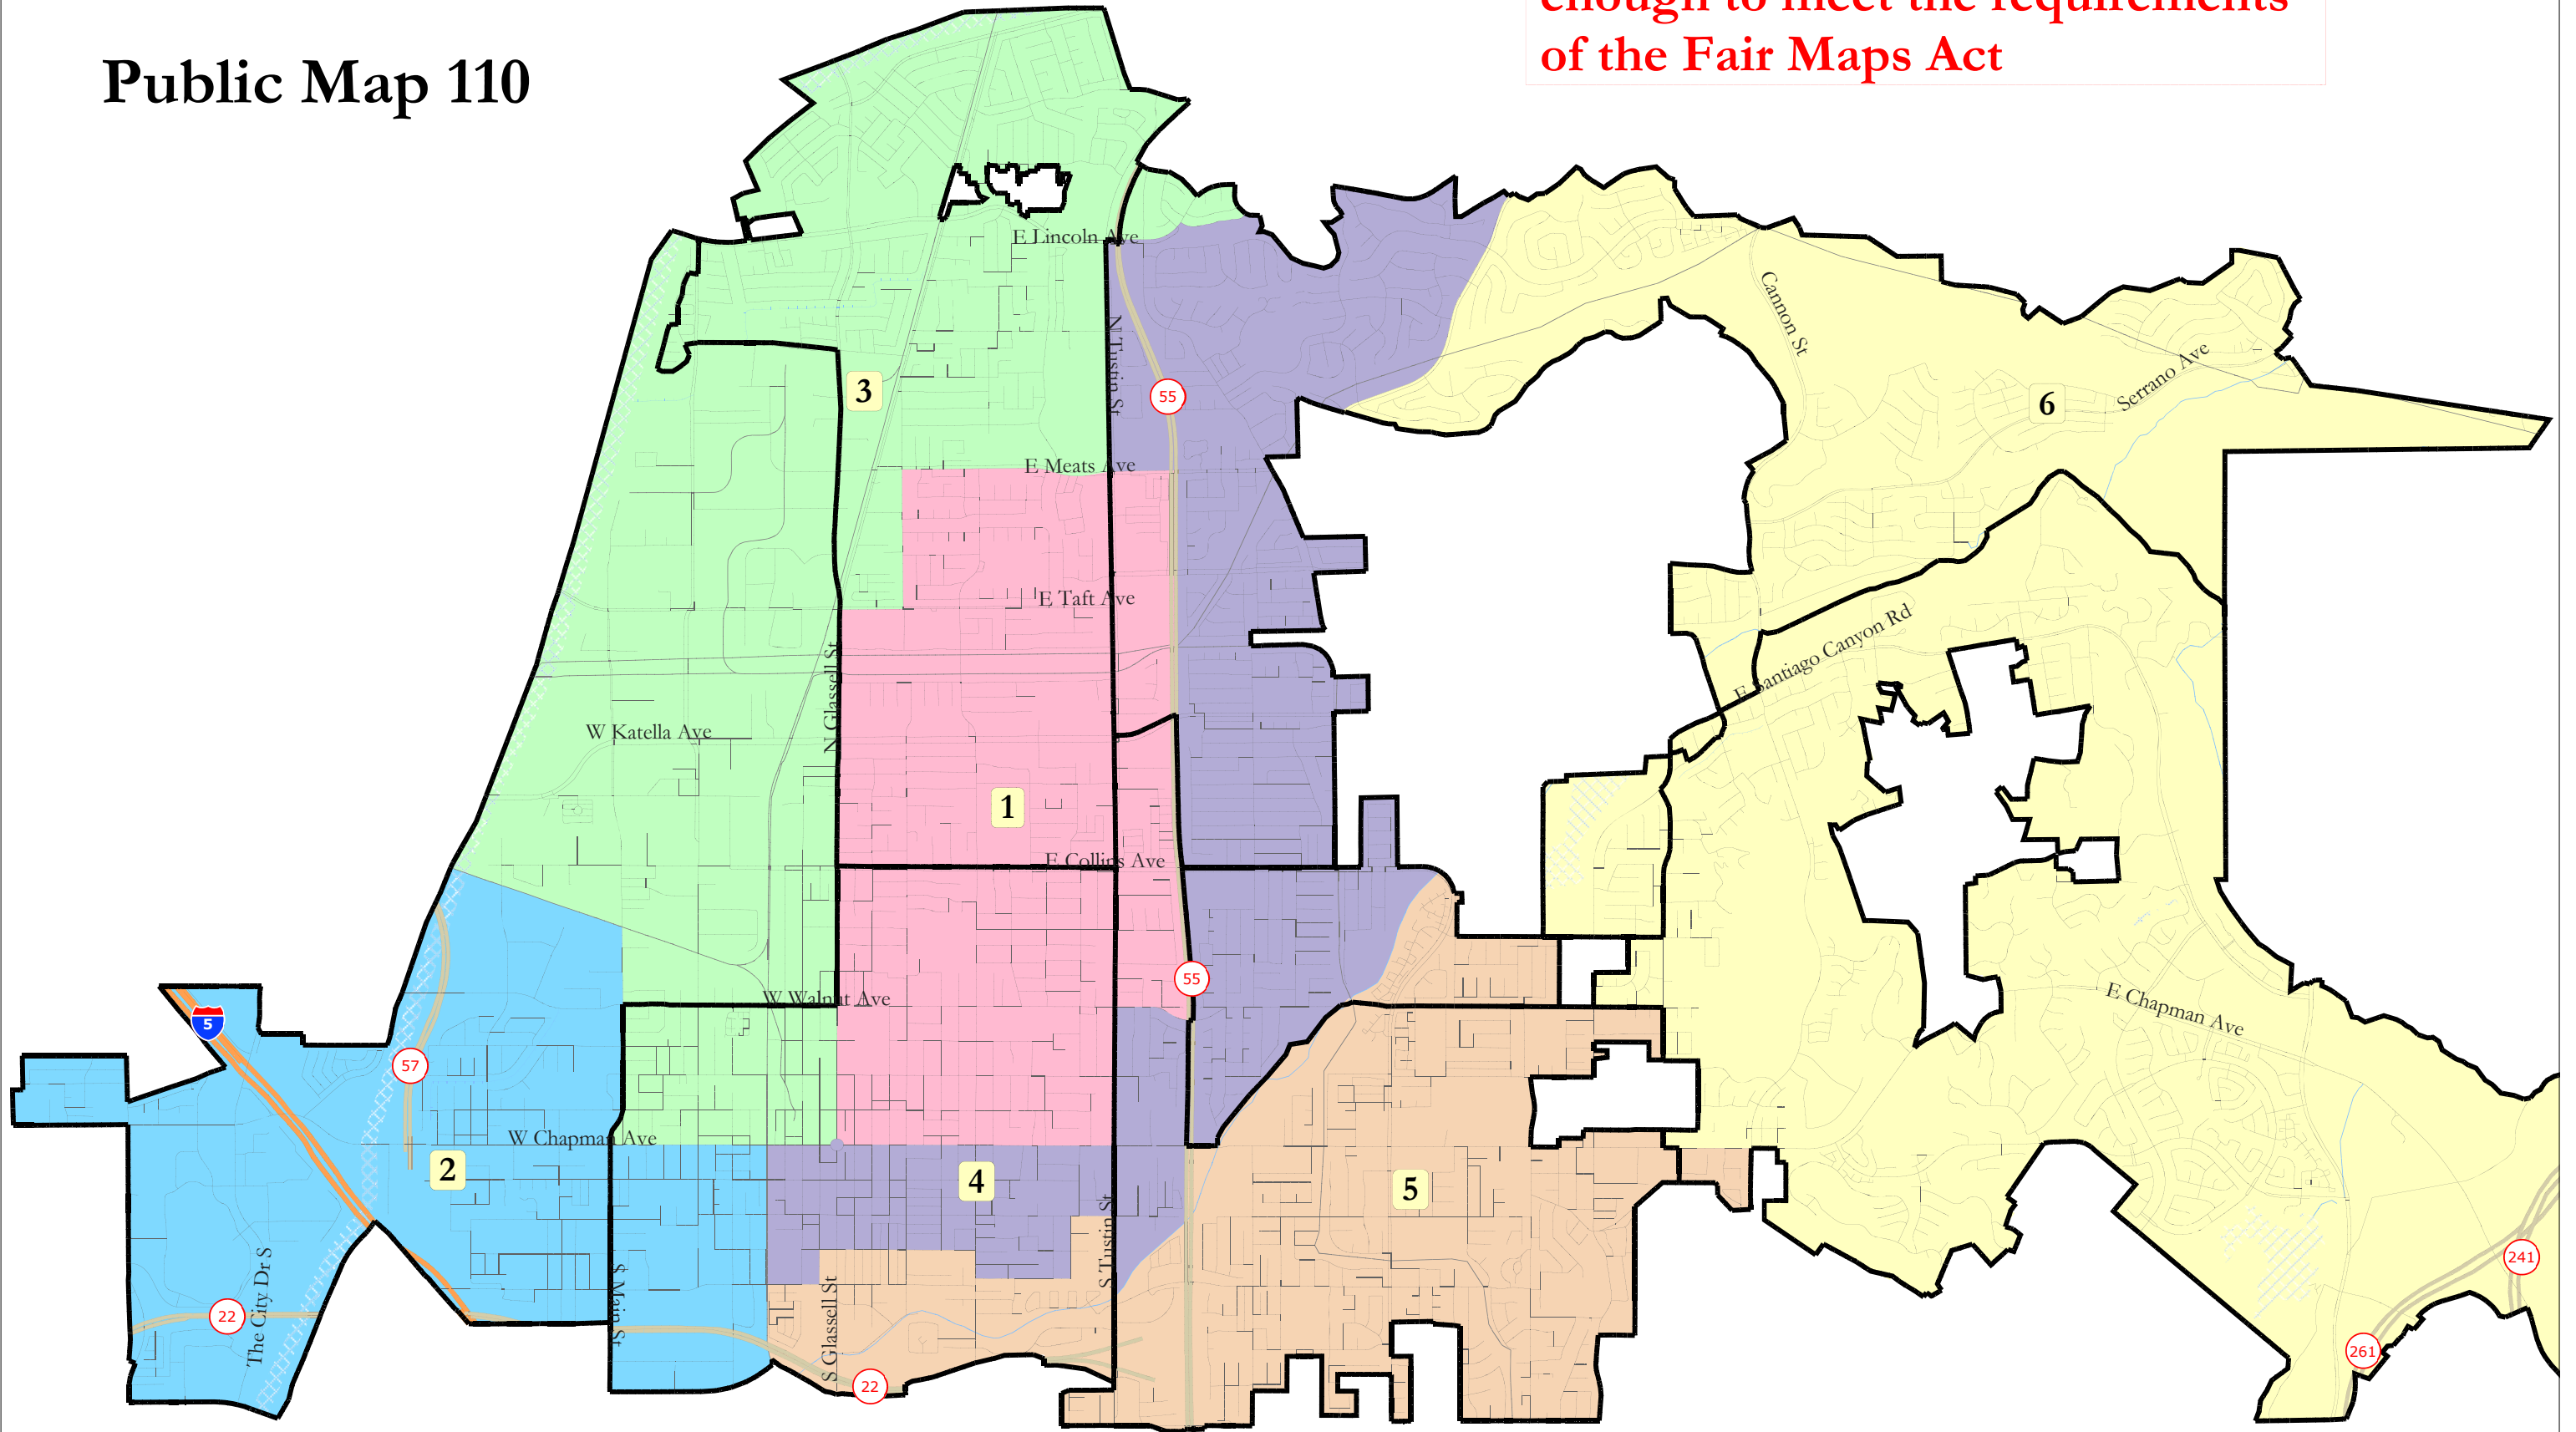 enough to meet the requirements
of the Fair Maps Act
Public Map 110
E Lincoln Ave
N Tustin St
55
3
Cannon St
Serrano Ave
6
E Meats Ave
E Taft Ave
N Glassell St
E Santiago Canyon Rd
W Katella Ave
1
E Collins Ave
55
W Walnut Ave
5
E Chapman Ave
57
W Chapman Ave
2
4
5
S Tustin St
The City Dr S
22
S Main St
S Glassell St
22
241
261